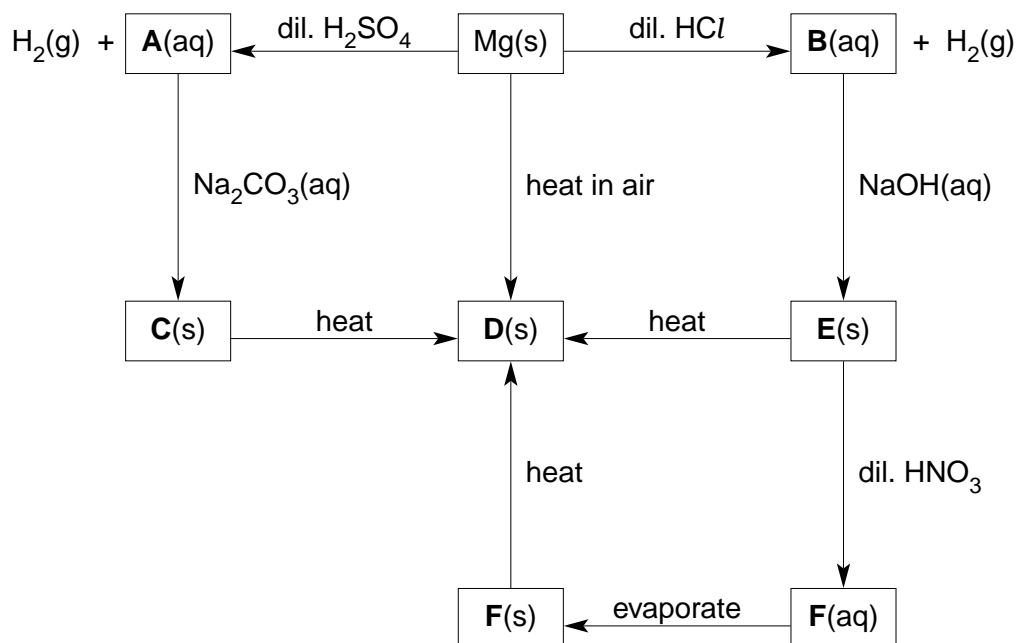 H₂(g) + A(aq) dil. H₂SO₄ Mg(s) dil. HCl B(aq) + H₂(g)
Na₂CO₃(aq) heat in air NaOH(aq)
C(s) heat D(s) heat E(s)
heat dil. HNO₃
F(s) evaporate F(aq)